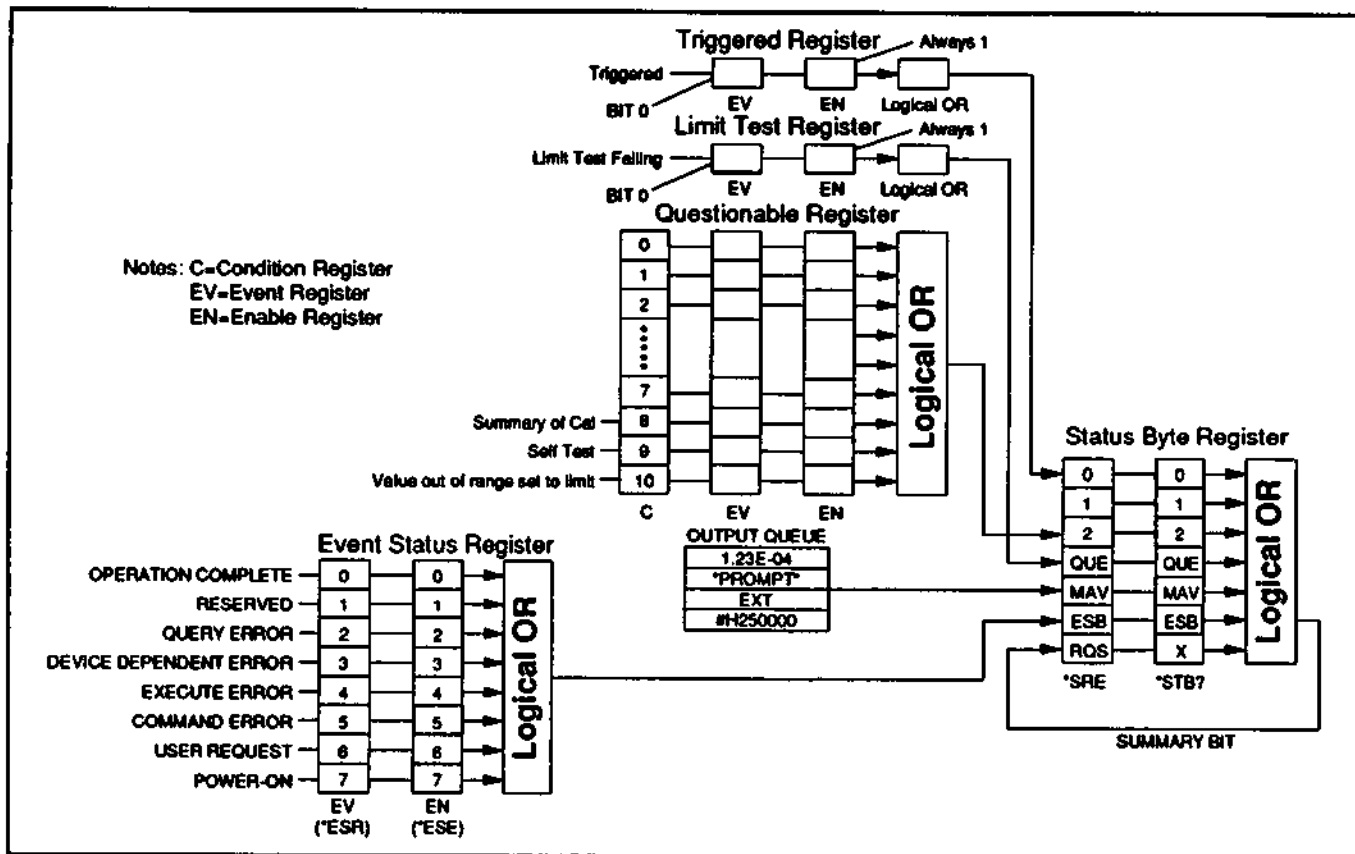 Triggered Register
Always 1
Triggered
BIT 0
EV
EN
Logical OR
Limit Test Register
Always 1
Limit Test Failing
BIT 0
EV
EN
Logical OR
Questionable Register
0
1
2
7
8
9
10
Summary of Cal
Self Test
Value out of range set to limit
C
EV
EN
Logical OR
Notes: C=Condition Register
EV=Event Register
EN=Enable Register
OUTPUT QUEUE
1.23E-04
"PROMPT"
EXT
#H250000
Event Status Register
OPERATION COMPLETE 0 0
RESERVED 1 1
QUERY ERROR 2 2
DEVICE DEPENDENT ERROR 3 3
EXECUTE ERROR 4 4
COMMAND ERROR 5 5
USER REQUEST 6 6
POWER-ON 7 7
EV
(*ESR)
EN
(*ESE)
Logical OR
Status Byte Register
0 0
1 1
2 2
QUE QUE
MAV MAV
ESB ESB
RQS X
*SRE *STB?
Logical OR
SUMMARY BIT